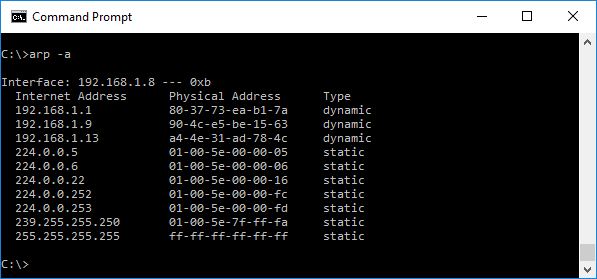 Command Prompt
C:\>arp -a
Interface: 192.168.1.8 --- 0xb
  Internet Address      Physical Address      Type
  192.168.1.1           80-37-73-ea-b1-7a     dynamic
  192.168.1.9           90-4c-e5-be-15-63     dynamic
  192.168.1.13          a4-4e-31-ad-78-4c     dynamic
  224.0.0.5             01-00-5e-00-00-05     static
  224.0.0.6             01-00-5e-00-00-06     static
  224.0.0.22            01-00-5e-00-00-16     static
  224.0.0.252           01-00-5e-00-00-fc     static
  224.0.0.253           01-00-5e-00-00-fd     static
  239.255.255.250       01-00-5e-7f-ff-fa     static
  255.255.255.255       ff-ff-ff-ff-ff-ff     static
C:\>